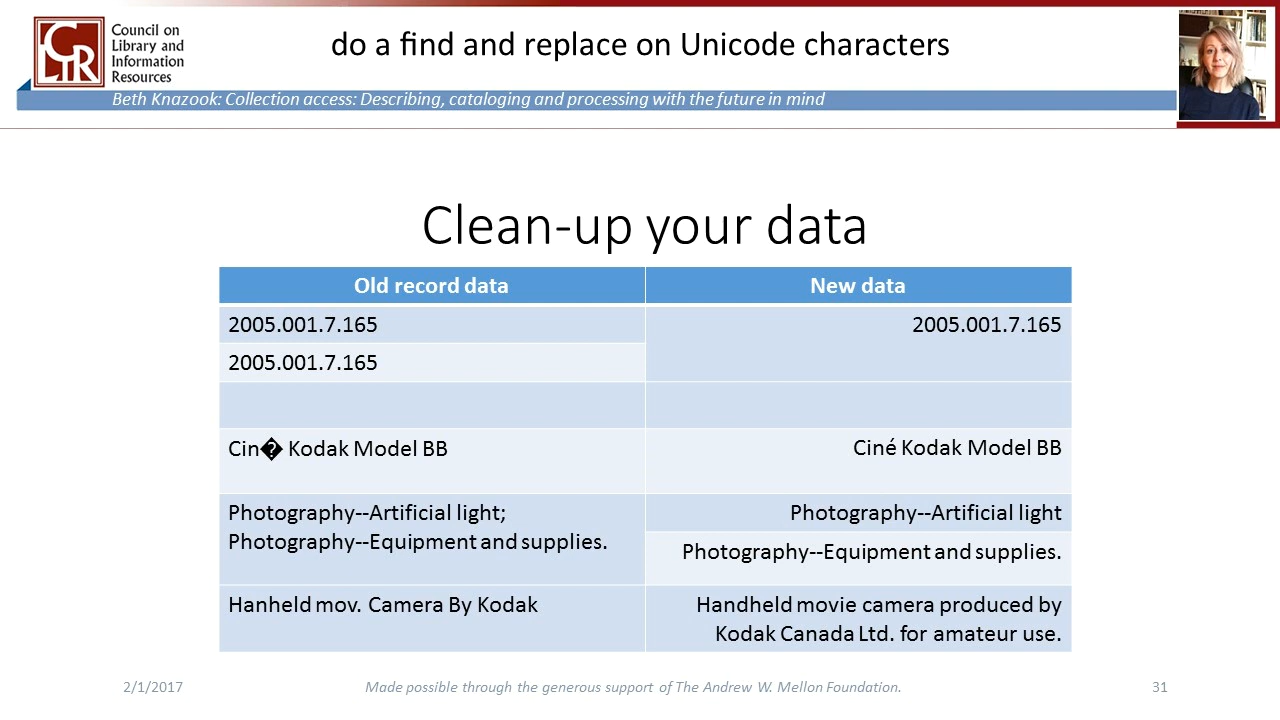 Council on
Library and
Information
Resources
CLIR
do a find and replace on Unicode characters
Beth Knazook: Collection access: Describing, cataloging and processing with the future in mind
Clean-up your data
Old record data
New data
2005.001.7.165
2005.001.7.165
2005.001.7.165
Cin� Kodak Model BB
Ciné Kodak Model BB
Photography--Artificial light;
Photography--Equipment and supplies.
Photography--Artificial light
Photography--Equipment and supplies.
Hanheld mov. Camera By Kodak
Handheld movie camera produced by
Kodak Canada Ltd. for amateur use.
2/1/2017
Made possible through the generous support of The Andrew W. Mellon Foundation.
31